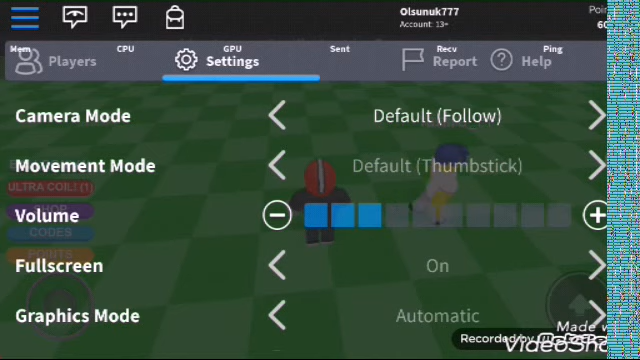 Olsunuk777
Account: 13+
Mem
CPU
GPU
Sent
Recv
Ping
Players
Settings
Report
Help
Camera Mode
Default (Follow)
Movement Mode
Default (Thumbstick)
ULTRA COIL! (1)
Volume
CODES
Fullscreen
On
Graphics Mode
Automatic
Recorded by